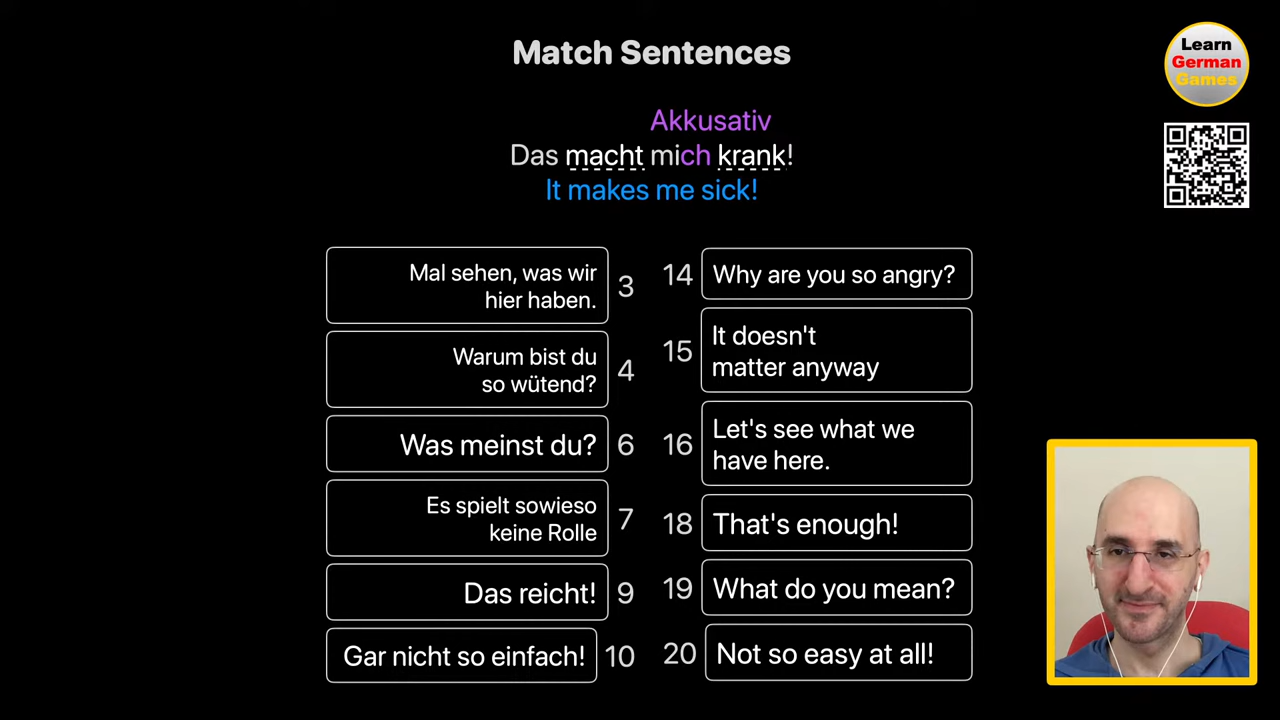 Match Sentences
Learn
German
Games
Akkusativ
Das macht mich krank!
It makes me sick!
Mal sehen, was wir
hier haben.
3
14
Why are you so angry?
Warum bist du
so wütend?
4
15
It doesn't
matter anyway
Was meinst du?
6
16
Let's see what we
have here.
Es spielt sowieso
keine Rolle
7
18
That's enough!
Das reicht!
9
19
What do you mean?
Gar nicht so einfach!
10
20
Not so easy at all!